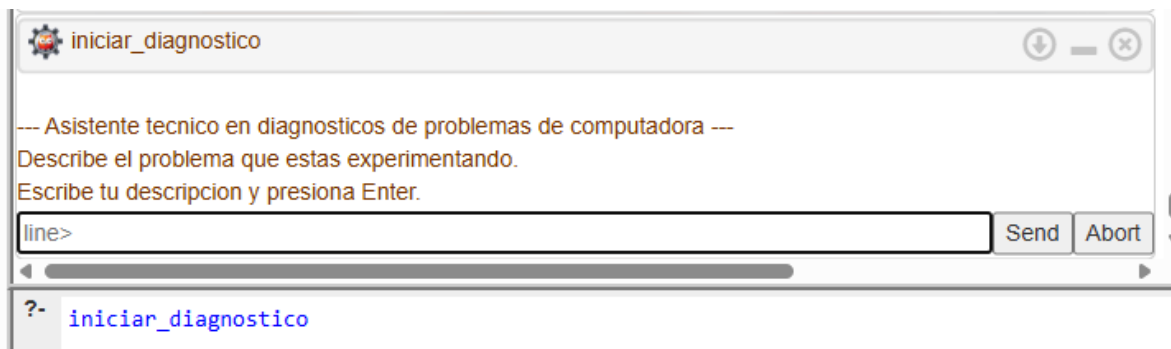 iniciar_diagnostico
--- Asistente tecnico en diagnosticos de problemas de computadora ---
Describe el problema que estas experimentando.
Escribe tu descripcion y presiona Enter.
line> Send Abort
?- iniciar_diagnostico